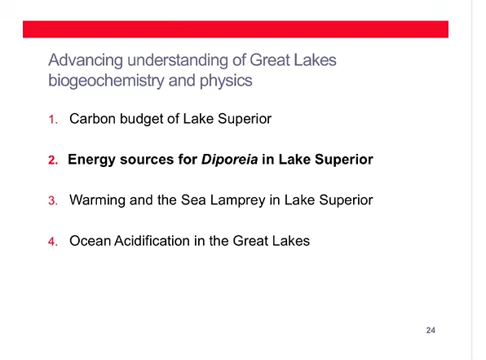 Advancing understanding of Great Lakes
biogeochemistry and physics
1. Carbon budget of Lake Superior
2. Energy sources for Diporeia in Lake Superior
3. Warming and the Sea Lamprey in Lake Superior
4. Ocean Acidification in the Great Lakes
24